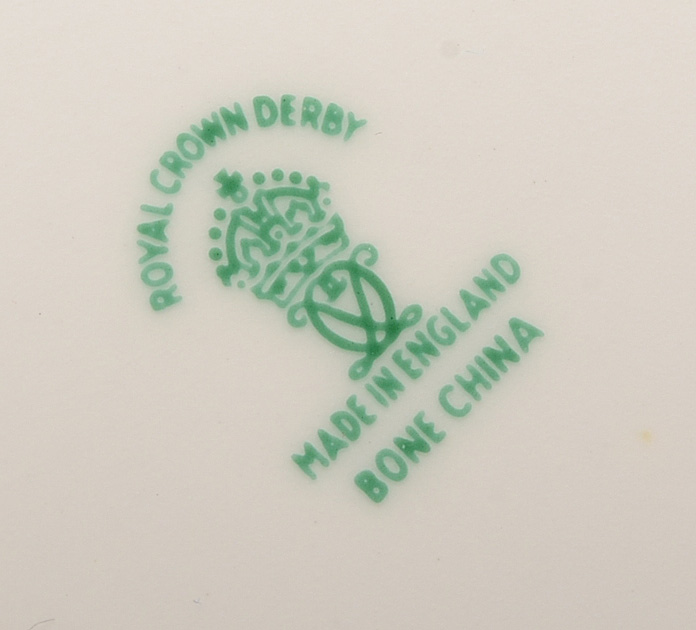 ROYAL CROWN DERBY
MADE IN ENGLAND
BONE CHINA